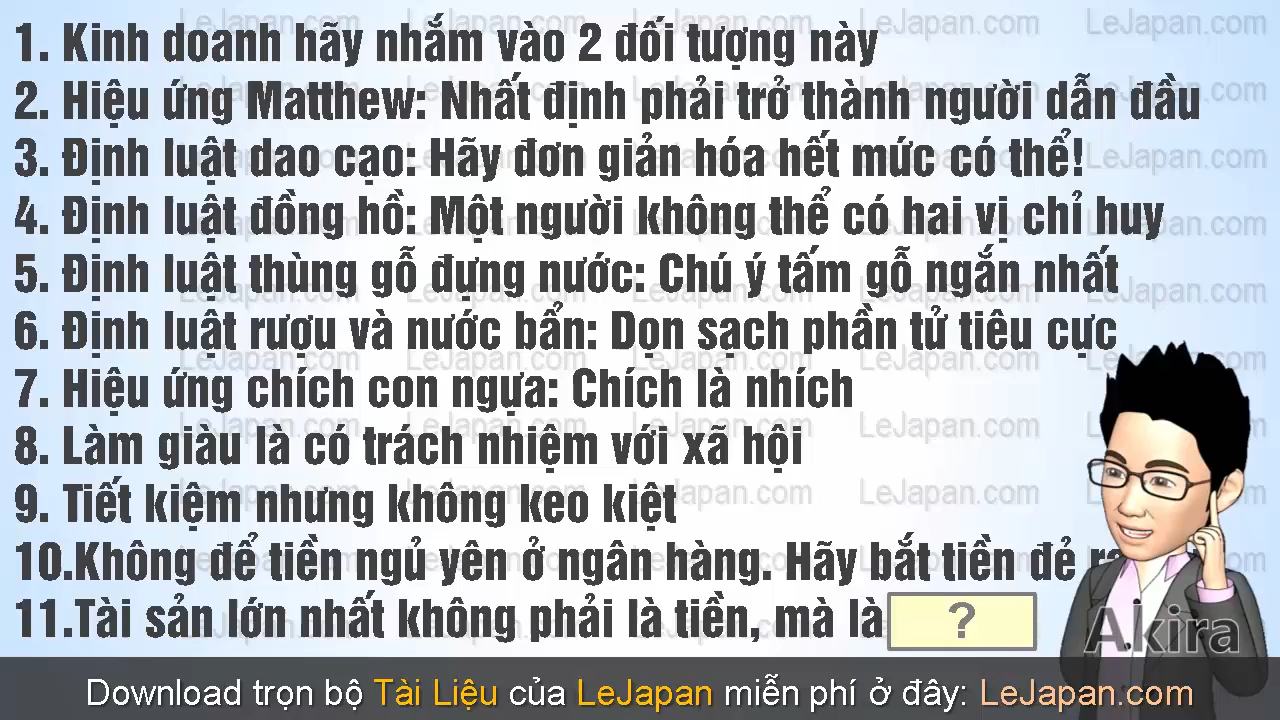 1. Kinh doanh hãy nhắm vào 2 đối tượng này
2. Hiệu ứng Matthew: Nhất định phải trở thành người dẫn đầu
3. Định luật dao cạo: Hãy đơn giản hóa hết mức có thể!
4. Định luật đồng hồ: Một người không thể có hai vị chỉ huy
5. Định luật thùng gỗ đựng nước: Chú ý tấm gỗ ngắn nhất
6. Định luật rượu và nước bẩn: Dọn sạch phần tử tiêu cực
7. Hiệu ứng chích con ngựa: Chích là nhích
8. Làm giàu là có trách nhiệm với xã hội
9. Tiết kiệm nhưng không keo kiệt
10.Không để tiền ngủ yên ở ngân hàng. Hãy bắt tiền đẻ
11.Tài sản lớn nhất không phải là tiền, mà là ?
Akira
Download trọn bộ Tài Liệu của LeJapan miễn phí ở đây: LeJapan.com